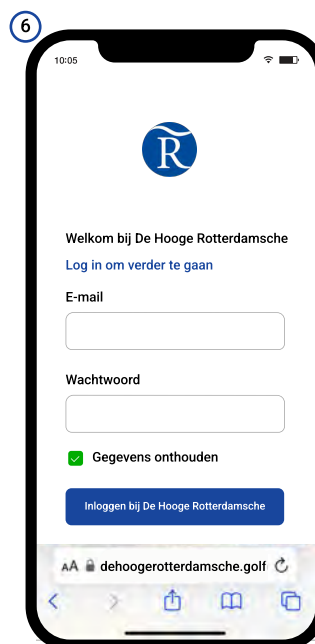 6
10:05
R
Welkom bij De Hooge Rotterdamsche
Log in om verder te gaan
E-mail
Wachtwoord
Gegevens onthouden
Inloggen bij De Hooge Rotterdamsche
AA dehoogerotterdamsche.golf